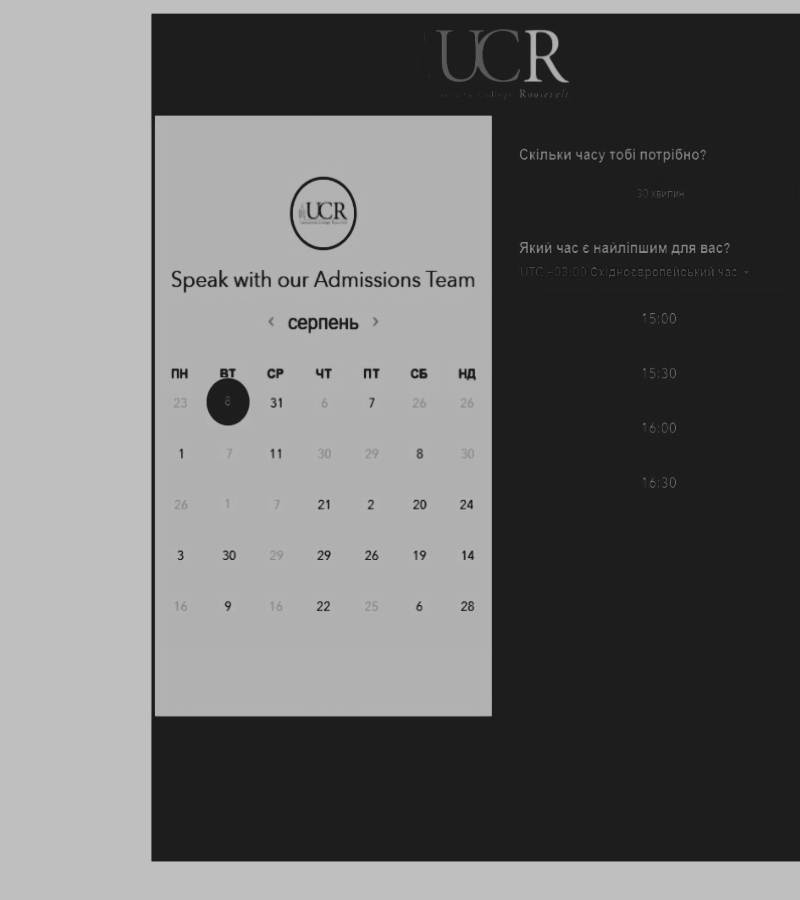 UCR
Roosevelt
UCR
Speak with our Admissions Team
< серпень >
ПН ВТ СР ЧТ ПТ СБ НД
23 8 31 6 7 26 26
1 7 11 30 29 8 30
26 1 7 21 2 20 24
3 30 29 29 26 19 14
16 9 16 22 25 6 28
Скільки часу тобі потрібно?
30 хвилин
Який час є найліпшим для вас?
UTC +03:00 Східноєвропейський час
15:00
15:30
16:00
16:30